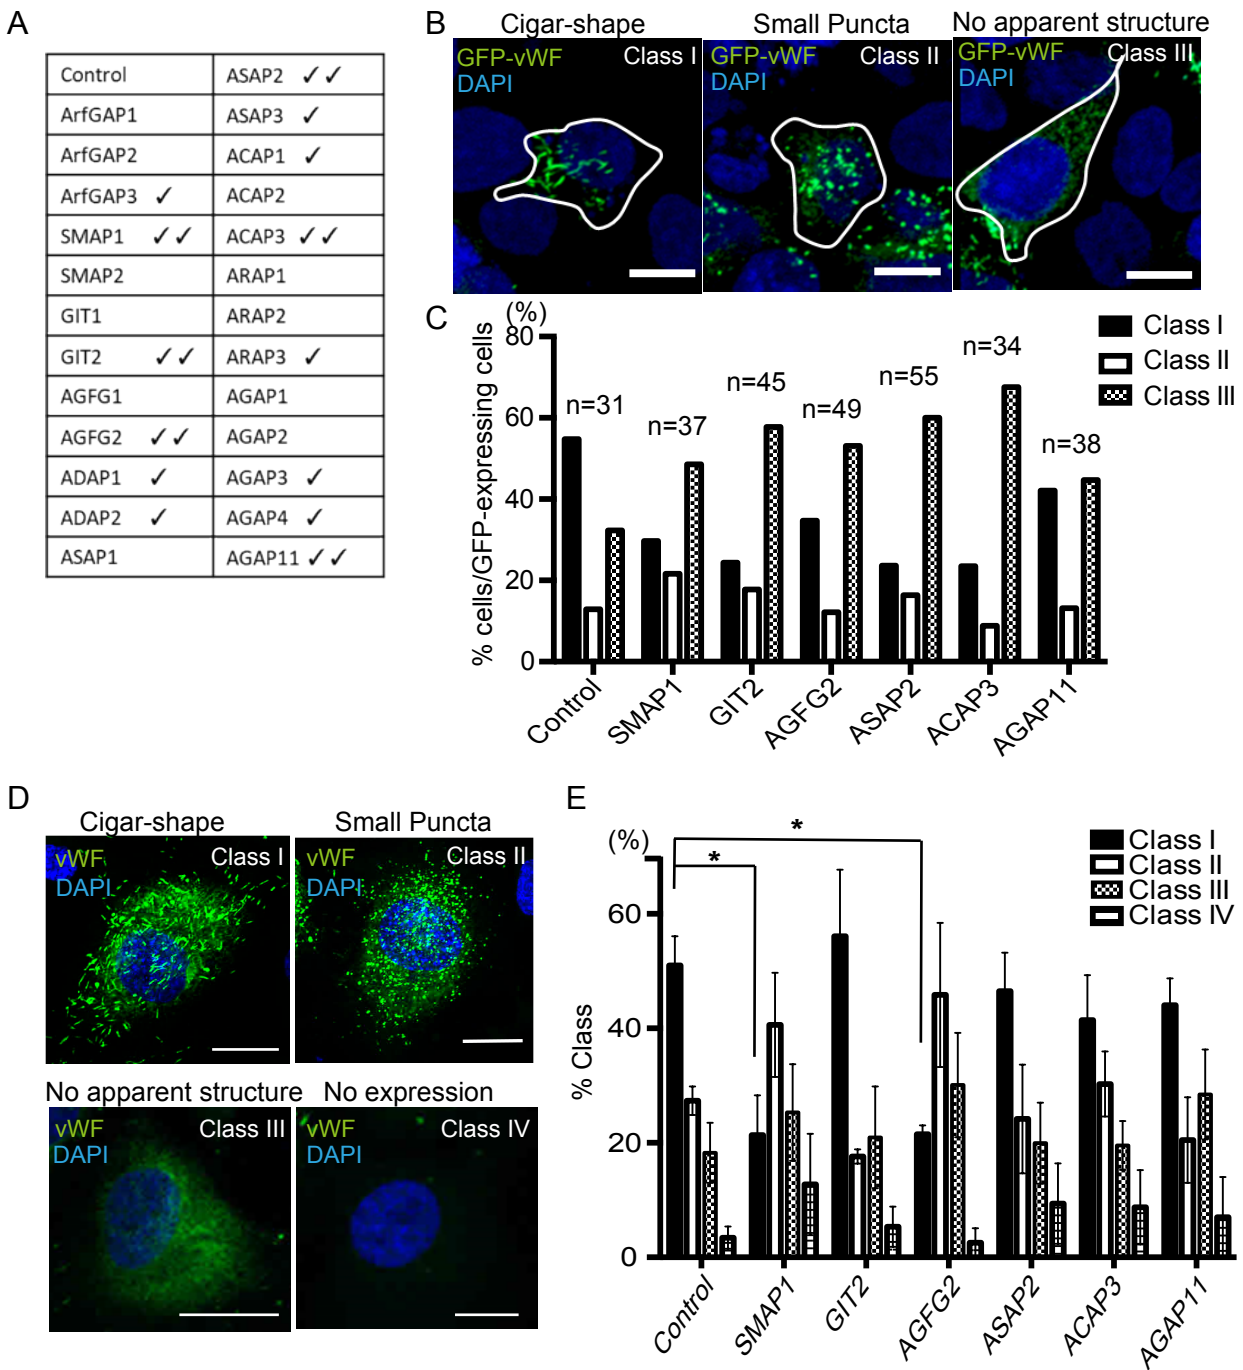 A
Control ASAP2 ✓✓
ArfGAP1 ASAP3 ✓
ArfGAP2 ACAP1 ✓
ArfGAP3 ✓ ACAP2
SMAP1 ✓✓ ACAP3 ✓✓
SMAP2 ARAP1
GIT1 ARAP2
GIT2 ✓✓ ARAP3 ✓
AGFG1 AGAP1
AGFG2 ✓✓ AGAP2
ADAP1 ✓ AGAP3 ✓
ADAP2 ✓ AGAP4 ✓
ASAP1 AGAP11 ✓✓
B
Cigar-shape Small Puncta No apparent structure
GFP-vWF Class I GFP-vWF Class II GFP-vWF Class III
DAPI DAPI DAPI
C
(%)
% cells/GFP-expressing cells
80
60
40
20
0
n=31
n=37
n=45
n=49
n=55
n=34
n=38
Class I
Class II
Class III
Control SMAP1 GIT2 AGFG2 ASAP2 ACAP3 AGAP11
D
Cigar-shape Small Puncta
vWF Class I vWF Class II
DAPI DAPI
No apparent structure No expression
vWF Class III vWF Class IV
DAPI DAPI
E
(%)
% Class
60
40
20
0
*
*
Class I
Class II
Class III
Class IV
Control SMAP1 GIT2 AGFG2 ASAP2 ACAP3 AGAP11